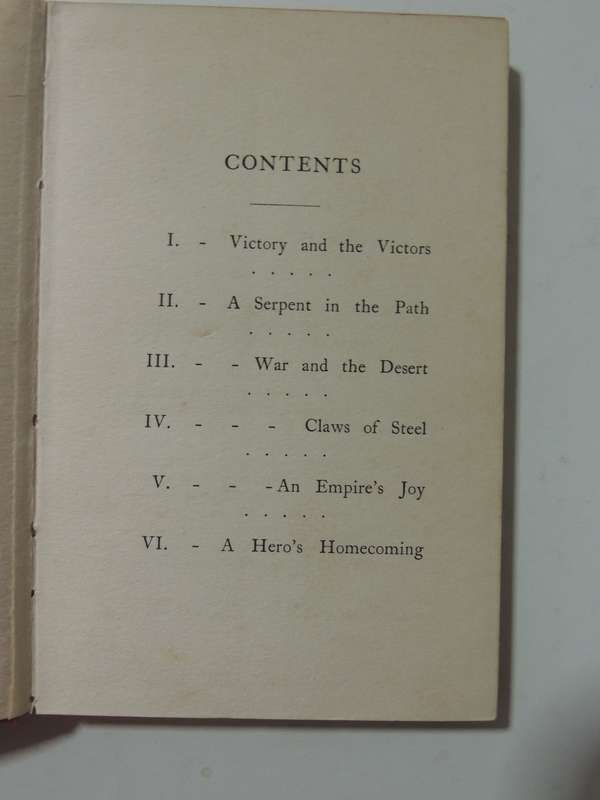 CONTENTS
I. - Victory and the Victors
. . . . .
II. - A Serpent in the Path
. . . . .
III. - - War and the Desert
. . . . .
IV. - - - Claws of Steel
. . . . .
V. - - -An Empire's Joy
. . . . .
VI. - A Hero's Homecoming